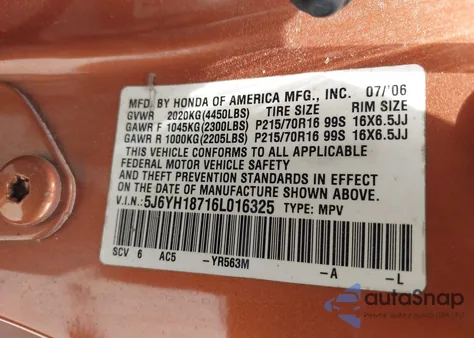 MFD. BY HONDA OF AMERICA MFG., INC. 07/'06
GVWR 2020KG(4450LBS) TIRE SIZE RIM SIZE
GAWR F 1045KG(2300LBS) P215/70R16 99S 16X6.5JJ
GAWR R 1000KG(2205LBS) P215/70R16 99S 16X6.5JJ
THIS VEHICLE CONFORMS TO ALL APPLICABLE
FEDERAL MOTOR VEHICLE SAFETY
AND THEFT PREVENTION STANDARDS IN EFFECT
ON THE DATE OF MANUFACTURE SHOWN ABOVE.
V.I.N.:5J6YH18716L016325 TYPE: MPV
SCV 6 AC5 -YR563M -A -L
autoSnap